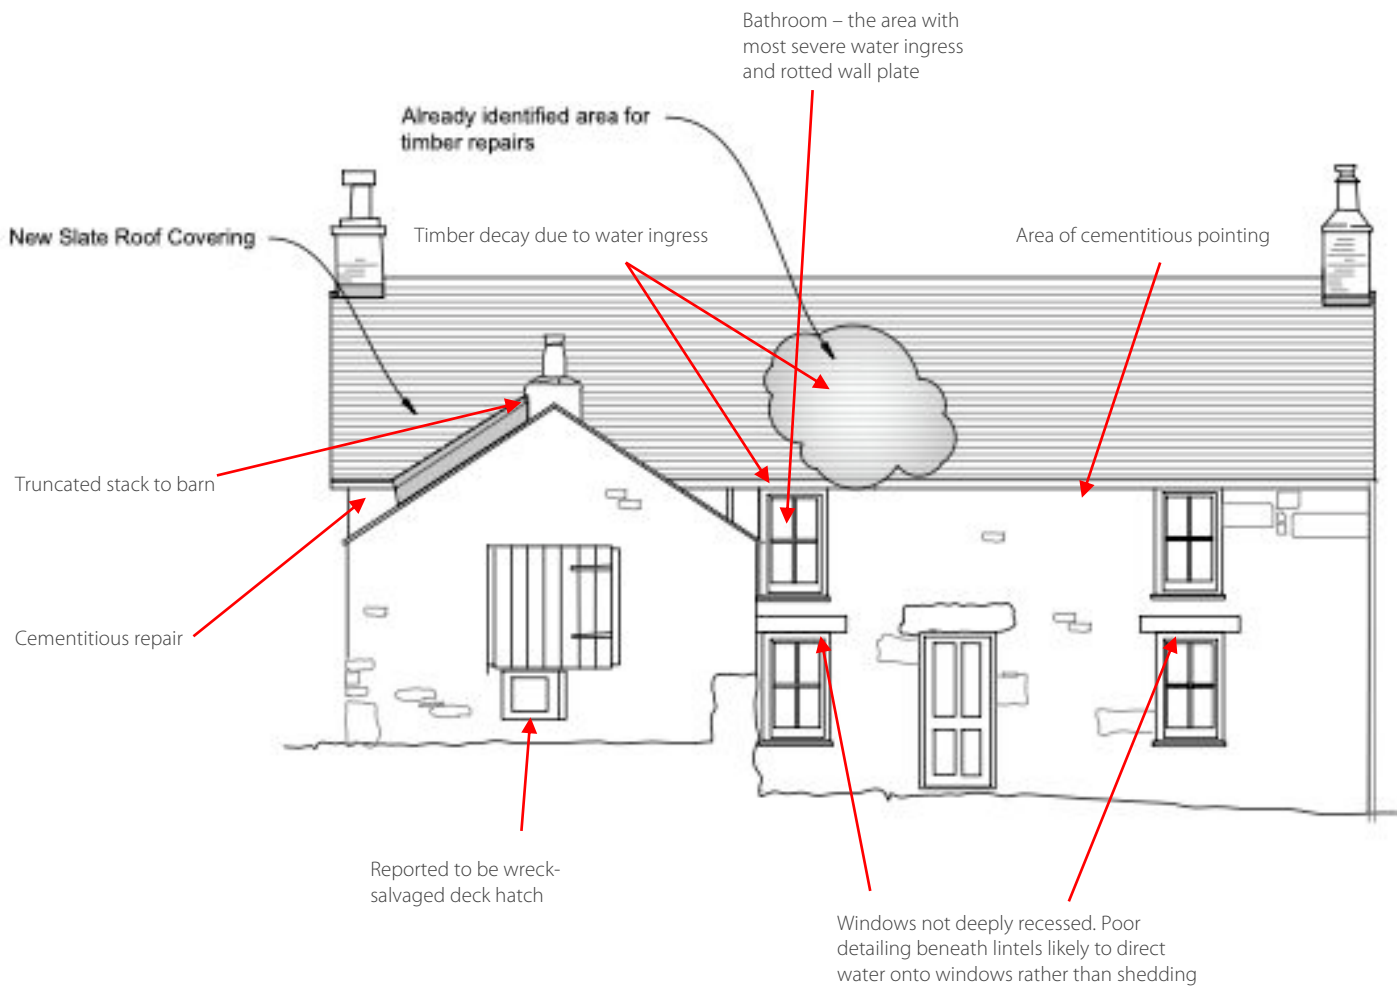 Bathroom – the area with
most severe water ingress
and rotted wall plate
Already identified area for
timber repairs
New Slate Roof Covering
Timber decay due to water ingress
Area of cementitious pointing
Truncated stack to barn
Cementitious repair
Reported to be wreck-
salvaged deck hatch
Windows not deeply recessed. Poor
detailing beneath lintels likely to direct
water onto windows rather than shedding